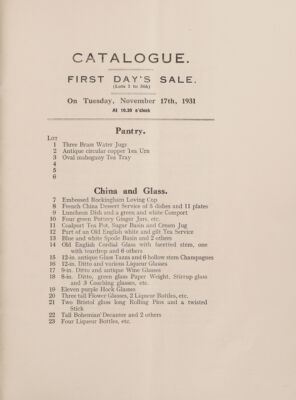 CATALOGUE.
FIRST DAY'S SALE.
(Lots 1 to 366)
On Tuesday, November 17th, 1931
At 10.30 o'clock
Pantry.
LOT
1 Three Brass Water Jugs
2 Antique circular copper Tea Urn
3 Oval mahogany Tea Tray
4
5
6
China and Glass.
7 Embossed Rockingham Loving Cup
8 French China Dessert Service of 5 dishes and 11 plates
9 Luncheon Dish and a green and white Comport
10 Four green Pottery Ginger Jars, etc.
11 Coalport Tea Pot, Sugar Basin and Cream Jug
12 Part of an Old English white and gilt Tea Service
13 Blue and white Spode Basin and 2 others
14 Old English Cordial Glass with facetted stem, one
with teardrop and 6 others
15 12-in. antique Glass Tazza and 6 hollow stem Champagnes
16 12-in. Ditto and various Liqueur Glasses
17 9-in. Ditto and antique Wine Glasses
18 8-in. Ditto, green glass Paper Weight, Stirrup glass
and 3 Coaching glasses, etc.
19 Eleven purple Hock Glasses
20 Three tall Flower Glasses, 2 Liqueur Bottles, etc.
21 Two Bristol glass long Rolling Pins and a twisted
Stick
22 Tall Bohemian Decanter and 2 others
23 Four Liqueur Bottles, etc.